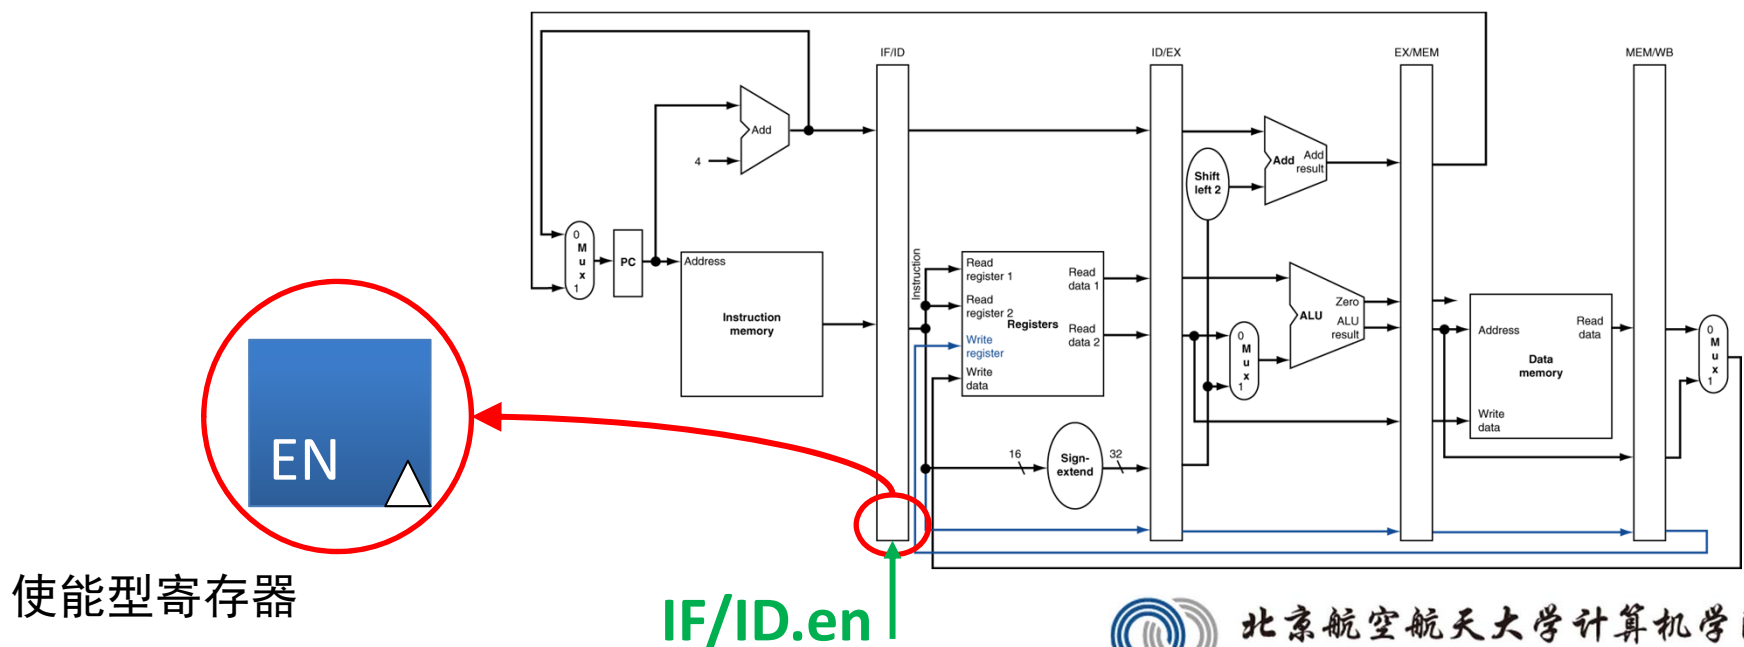 IF/ID
ID/EX
EX/MEM
MEM/WB
Add
4
Shift
left 2
Add
Add
result
0
M
u
x
1
PC
Address
Instruction
memory
Instruction
Read
register 1
Read
register 2
Registers
Write
register
Write
data
Read
data 1
Read
data 2
0
M
u
x
1
ALU
Zero
ALU
result
Address
Read
data
Data
memory
Write
data
0
M
u
x
1
16
Sign-
extend
32
EN
使能型寄存器
IF/ID.en
北京航空航天大学计算机学